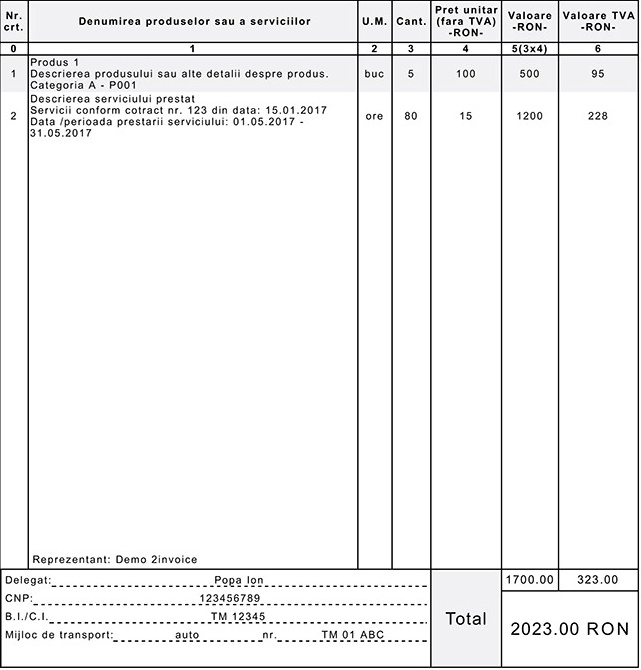 Nr. crt. Denumirea produselor sau a serviciilor U.M. Cant. Pret unitar (fara TVA) -RON- Valoare -RON- Valoare TVA -RON-
0 1 2 3 4 5(3x4) 6
Produs 1
1 Descrierea produsului sau alte detalii despre produs. buc 5 100 500 95
Categoria A - P001
Descrierea serviciului prestat
Servicii conform cotract nr. 123 din data: 15.01.2017
2 Data /perioada prestarii serviciului: 01.05.2017 - ore 80 15 1200 228
31.05.2017
Reprezentant: Demo 2invoice
Delegat: Popa Ion 1700.00 323.00
CNP: 123456789
B.I./C.I. TM 12345
Total 2023.00 RON
Mijloc de transport: auto nr. TM 01 ABC